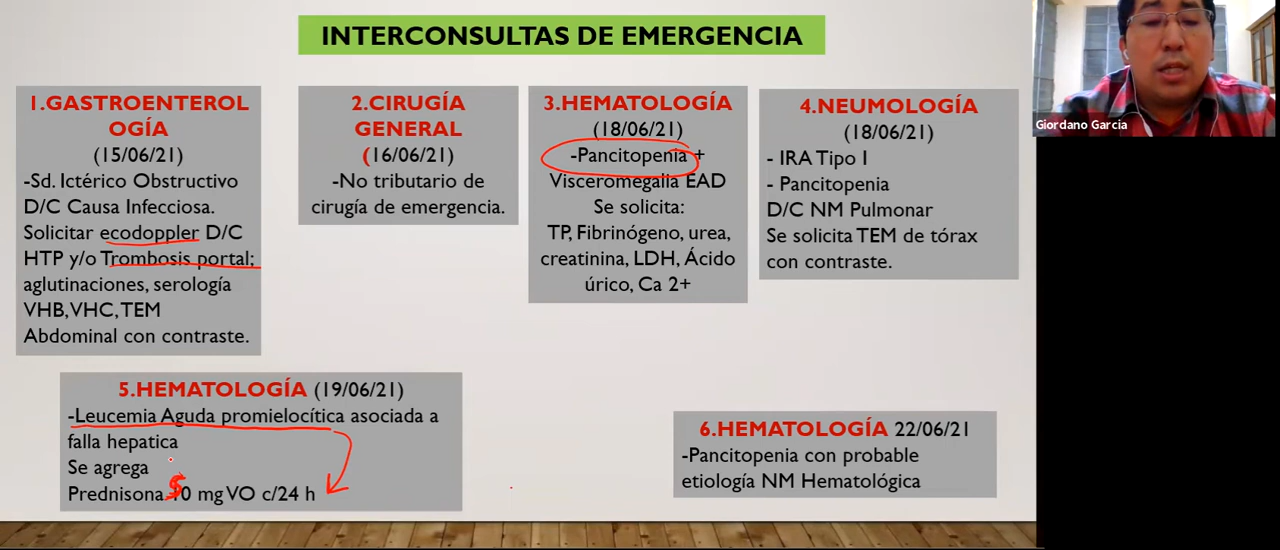 INTERCONSULTAS DE EMERGENCIA
Giordano Garcia
1.GASTROENTEROL
OGÍA
(15/06/21)
-Sd. Ictérico Obstructivo
D/C Causa Infecciosa.
Solicitar ecodoppler D/C
HTP y/o Trombosis portal;
aglutinaciones, serología
VHB, VHC, TEM
Abdominal con contraste.
2.CIRUGÍA
GENERAL
(16/06/21)
-No tributario de
cirugía de emergencia.
3.HEMATOLOGÍA
(18/06/21)
-Pancitopenia +
Visceromegalia EAD
Se solicita:
TP, Fibrinógeno, urea,
creatinina, LDH, Ácido
úrico, Ca 2+
4.NEUMOLOGÍA
(18/06/21)
- IRA Tipo I
- Pancitopenia
D/C NM Pulmonar
Se solicita TEM de tórax
con contraste.
5.HEMATOLOGÍA (19/06/21)
-Leucemia Aguda promielocítica asociada a
falla hepatica
Se agrega
Prednisona mg VO c/24 h
6.HEMATOLOGÍA 22/06/21
-Pancitopenia con probable
etiología NM Hematológica